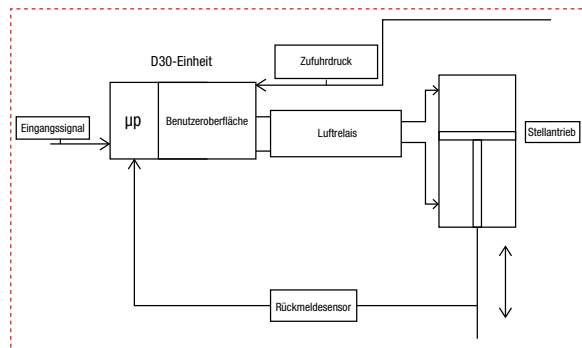 D30-Einheit
Zufuhrdruck
Eingangssignal
µp
Benutzeroberfläche
Luftrelais
Stellantrieb
Rückmeldesensor